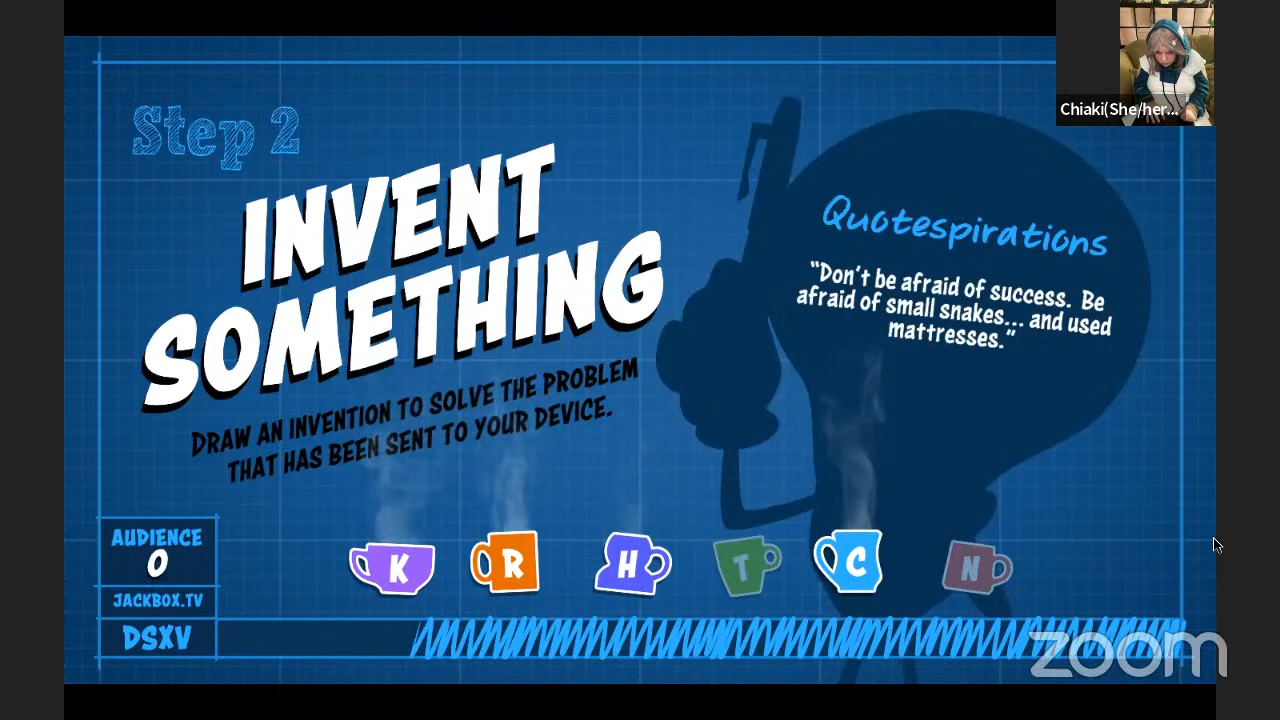 Chiaki(She/her...
Step 2
INVENT
SOMETHING
DRAW AN INVENTION TO SOLVE THE PROBLEM
THAT HAS BEEN SENT TO YOUR DEVICE.
Quotespirations
"Don't be afraid of success. Be
afraid of small snakes... and used
mattresses."
AUDIENCE
0
JACKBOX.TV
DSXV
K R H T C N
zoom